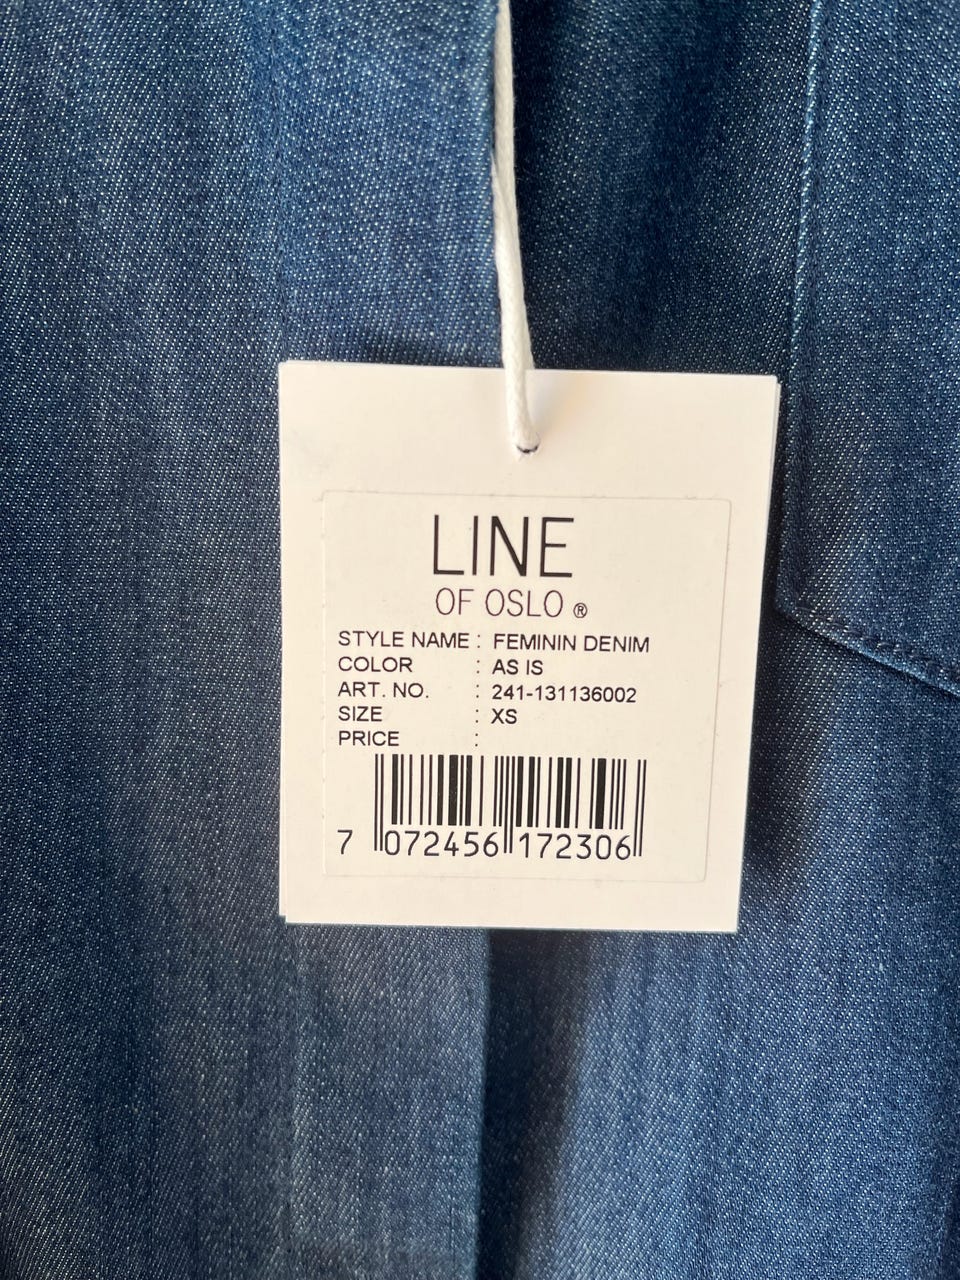 LINE
OF OSLO ®
STYLE NAME : FEMININ DENIM
COLOR : AS IS
ART. NO. : 241-131136002
SIZE : XS
PRICE :
7 072456 172306